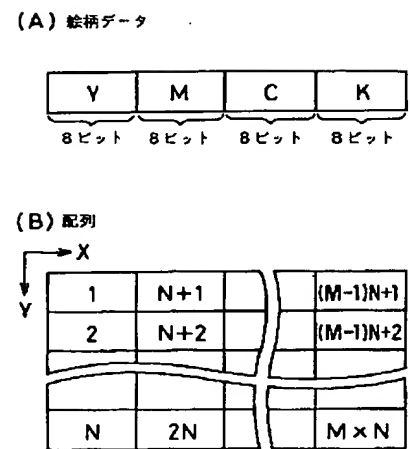 (A) 絵柄データ
Y M C K
8ビット 8ビット 8ビット 8ビット
(B) 配列
X
Y
1 N+1 (M-1)N+1
2 N+2 (M-1)N+2
N 2N M×N